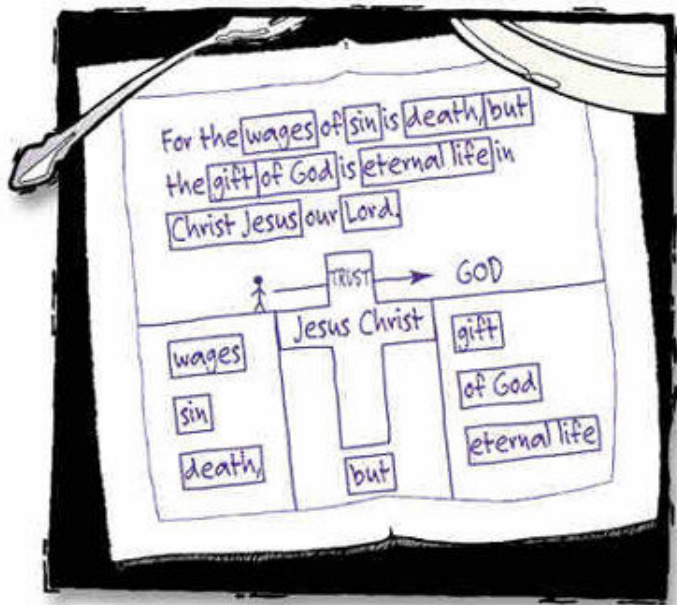 For the wages of sin is death, but
the gift of God is eternal life in
Christ Jesus our Lord.
TRUST
GOD
Jesus Christ
wages
sin
death,
but
gift
of God
eternal life